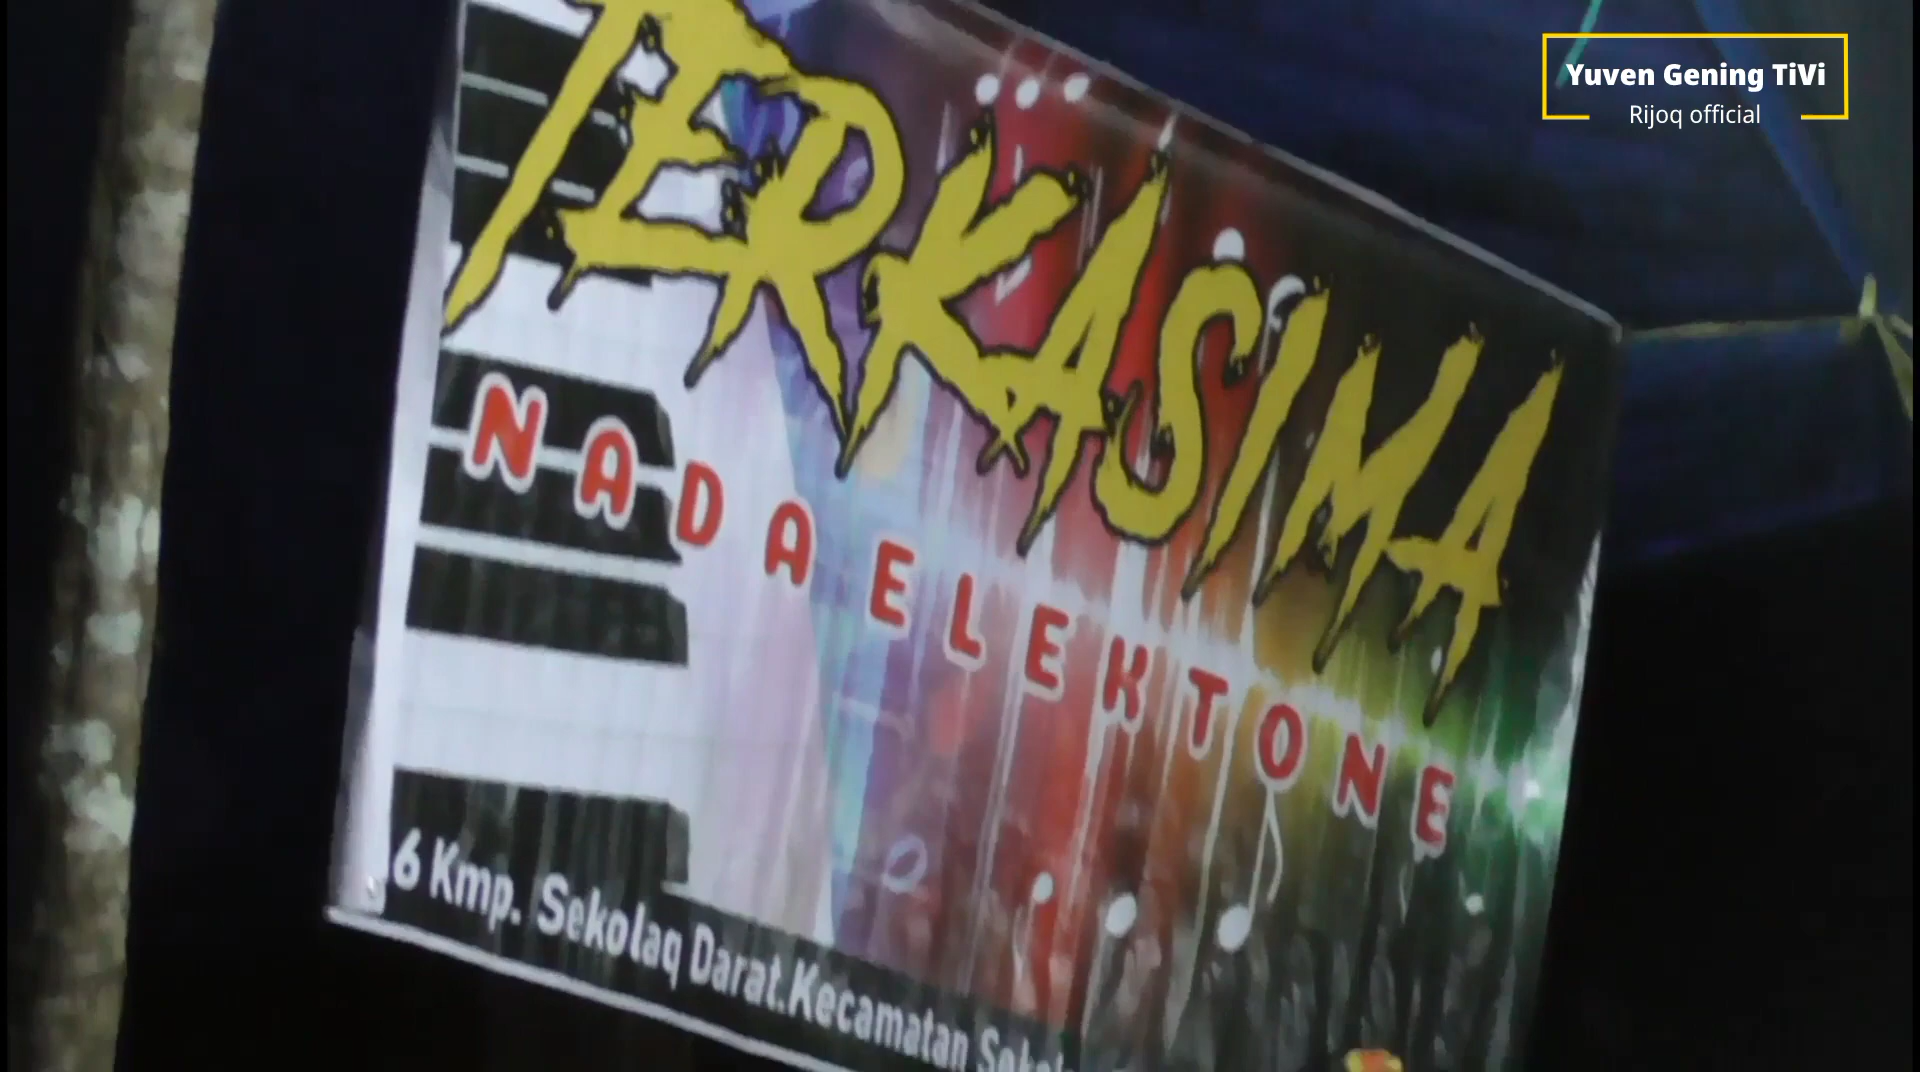 Yuven Gening TiVi
Rijoq official
TERKASIMA
NADA ELEKTONE
6 Kmp. Sekolaq Darat.Kecamatan